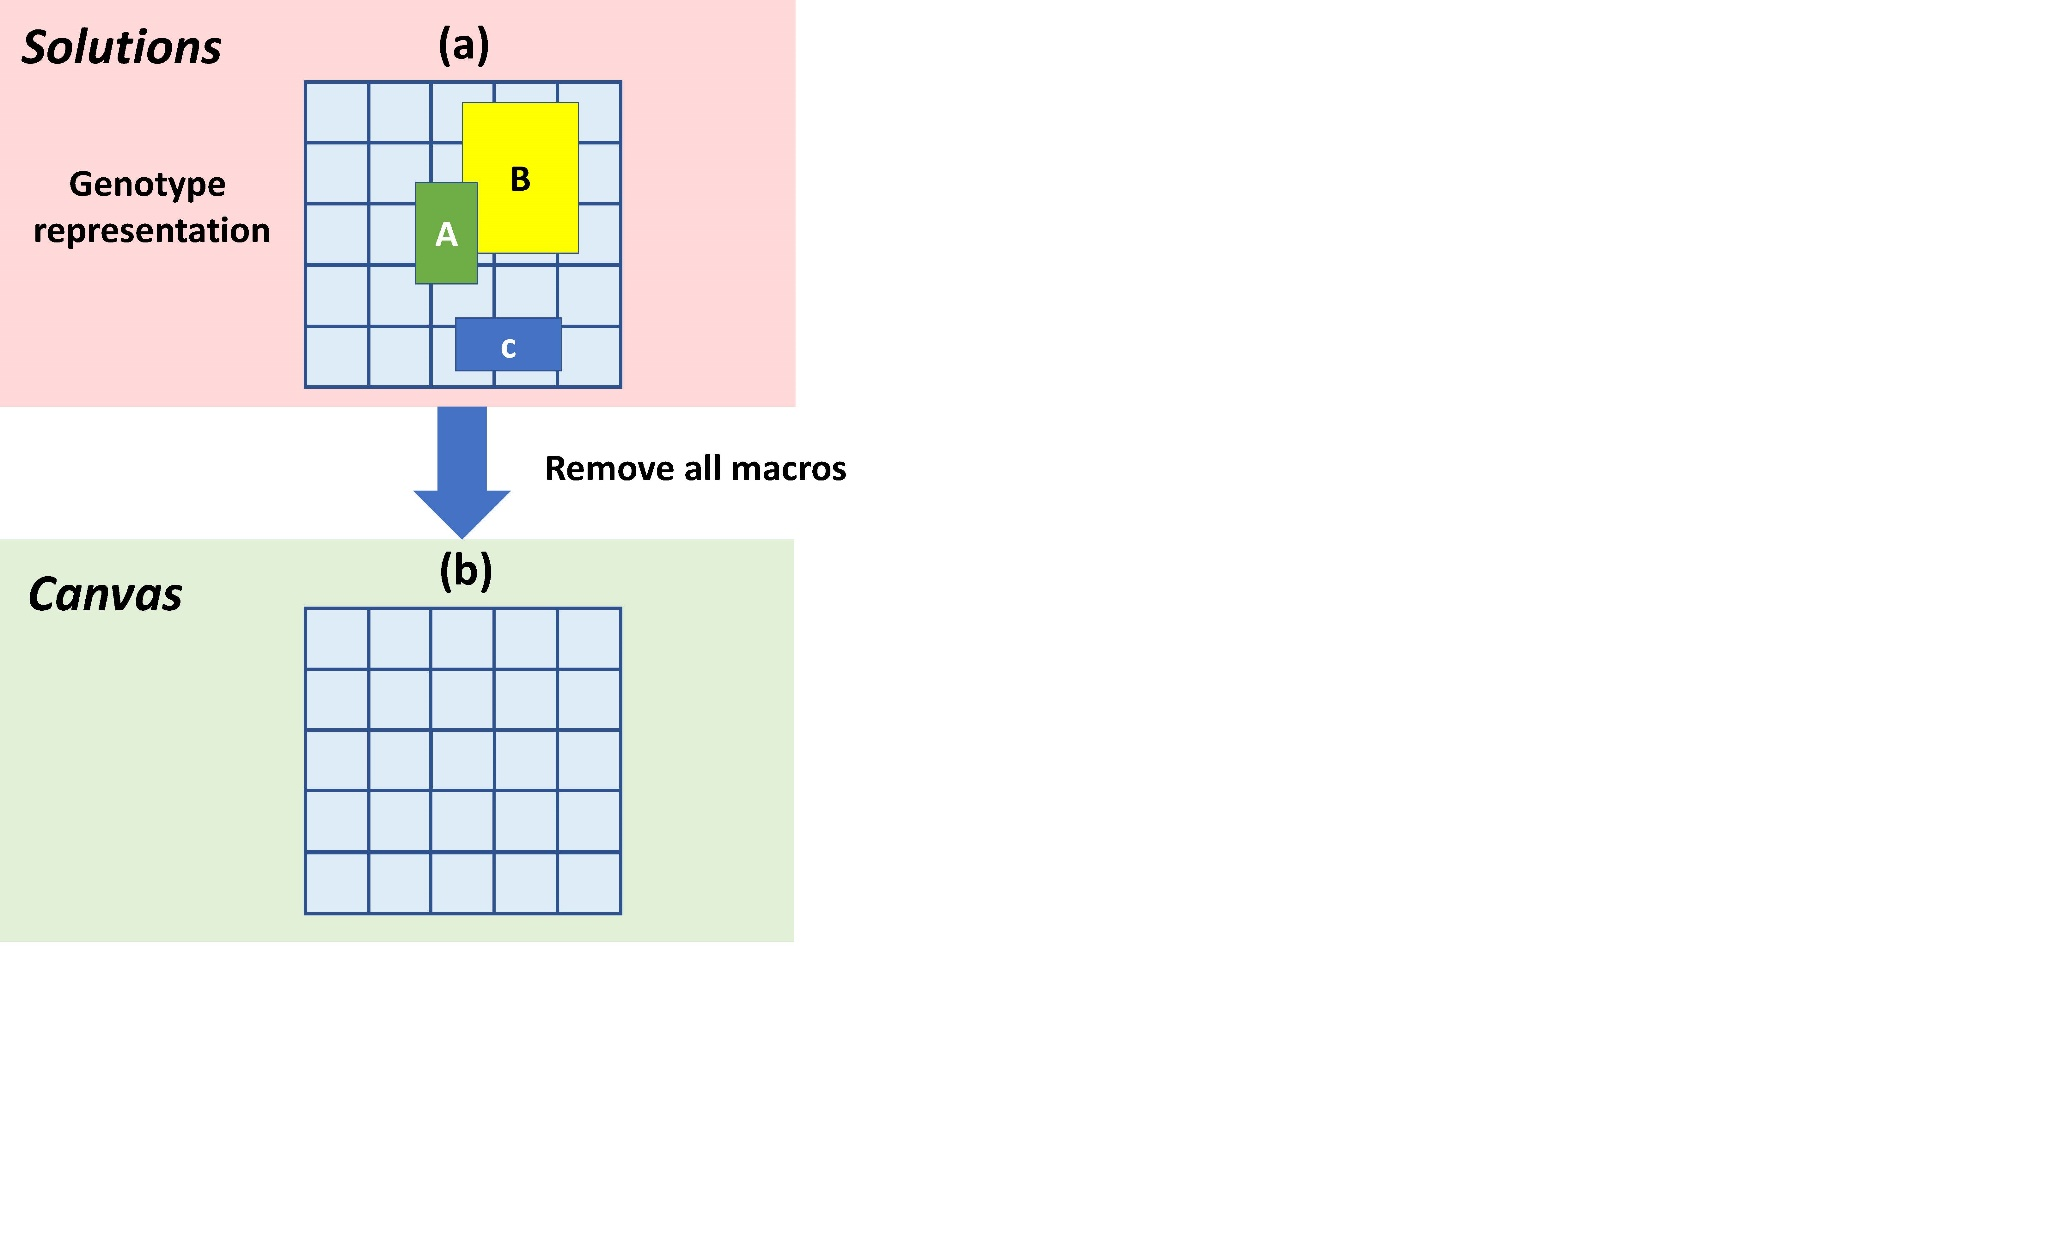 Solutions
(a)
Genotype
representation
B
A
c
Remove all macros
(b)
Canvas